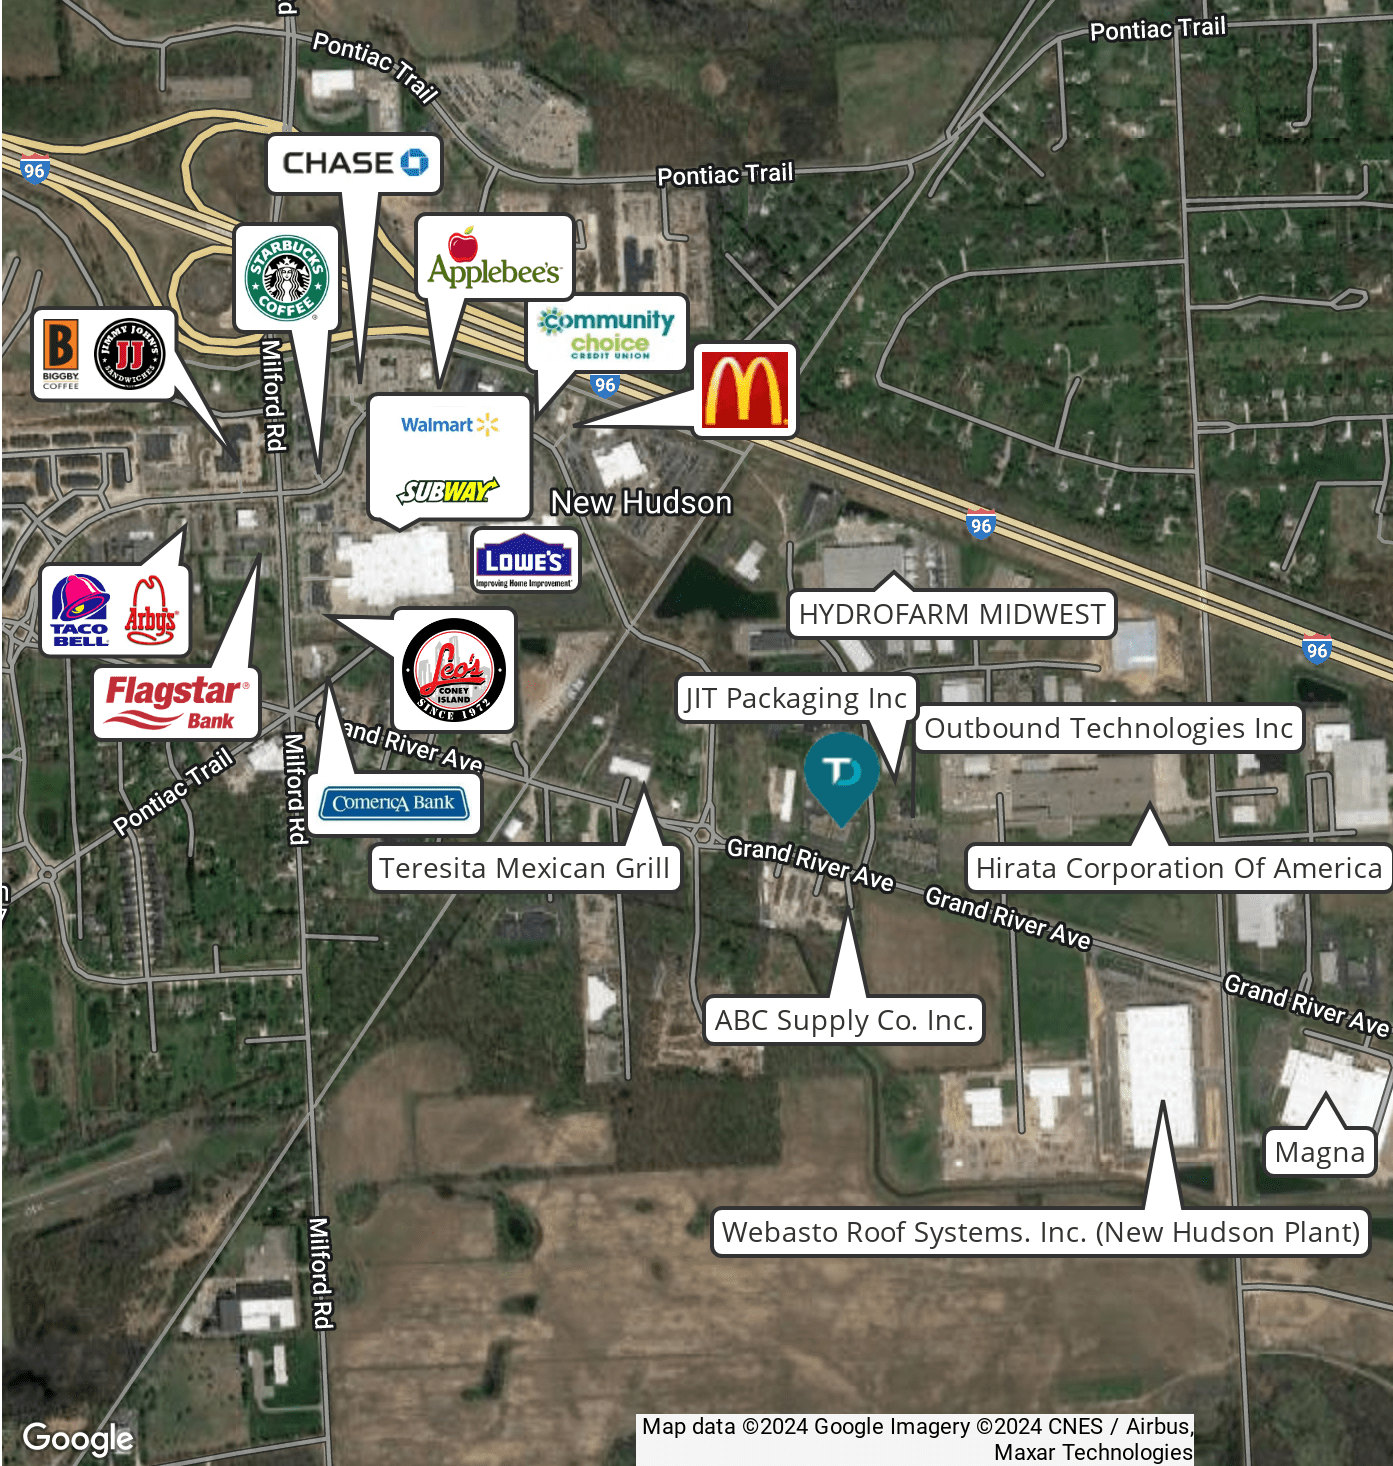 Pontiac Trail
Pontiac Trail
96
CHASE
Pontiac Trail
STARBUCKS
COFFEE
Applebee's
B
BIGGBY
COFFEE
JIMMY JOHN'S
JJ
SANDWICHES
Community
choice
CREDIT UNION
96
Milford Rd
Walmart
SUBWAY
New Hudson
96
LOWE'S
Improving Home Improvement
TACO
BELL
Arby's
HYDROFARM MIDWEST
96
Leo's
CONEY
ISLAND
SINCE 1972
Flagstar
Bank
JIT Packaging Inc
Outbound Technologies Inc
TD
and River Ave
Milford Rd
Pontiac Trail
Comerica Bank
Teresita Mexican Grill
Grand River Ave
Hirata Corporation Of America
Grand River Ave
Grand River Ave
ABC Supply Co. Inc.
Magna
Webasto Roof Systems. Inc. (New Hudson Plant)
Milford Rd
Google
Map data ©2024 Google Imagery ©2024 CNES / Airbus,
Maxar Technologies